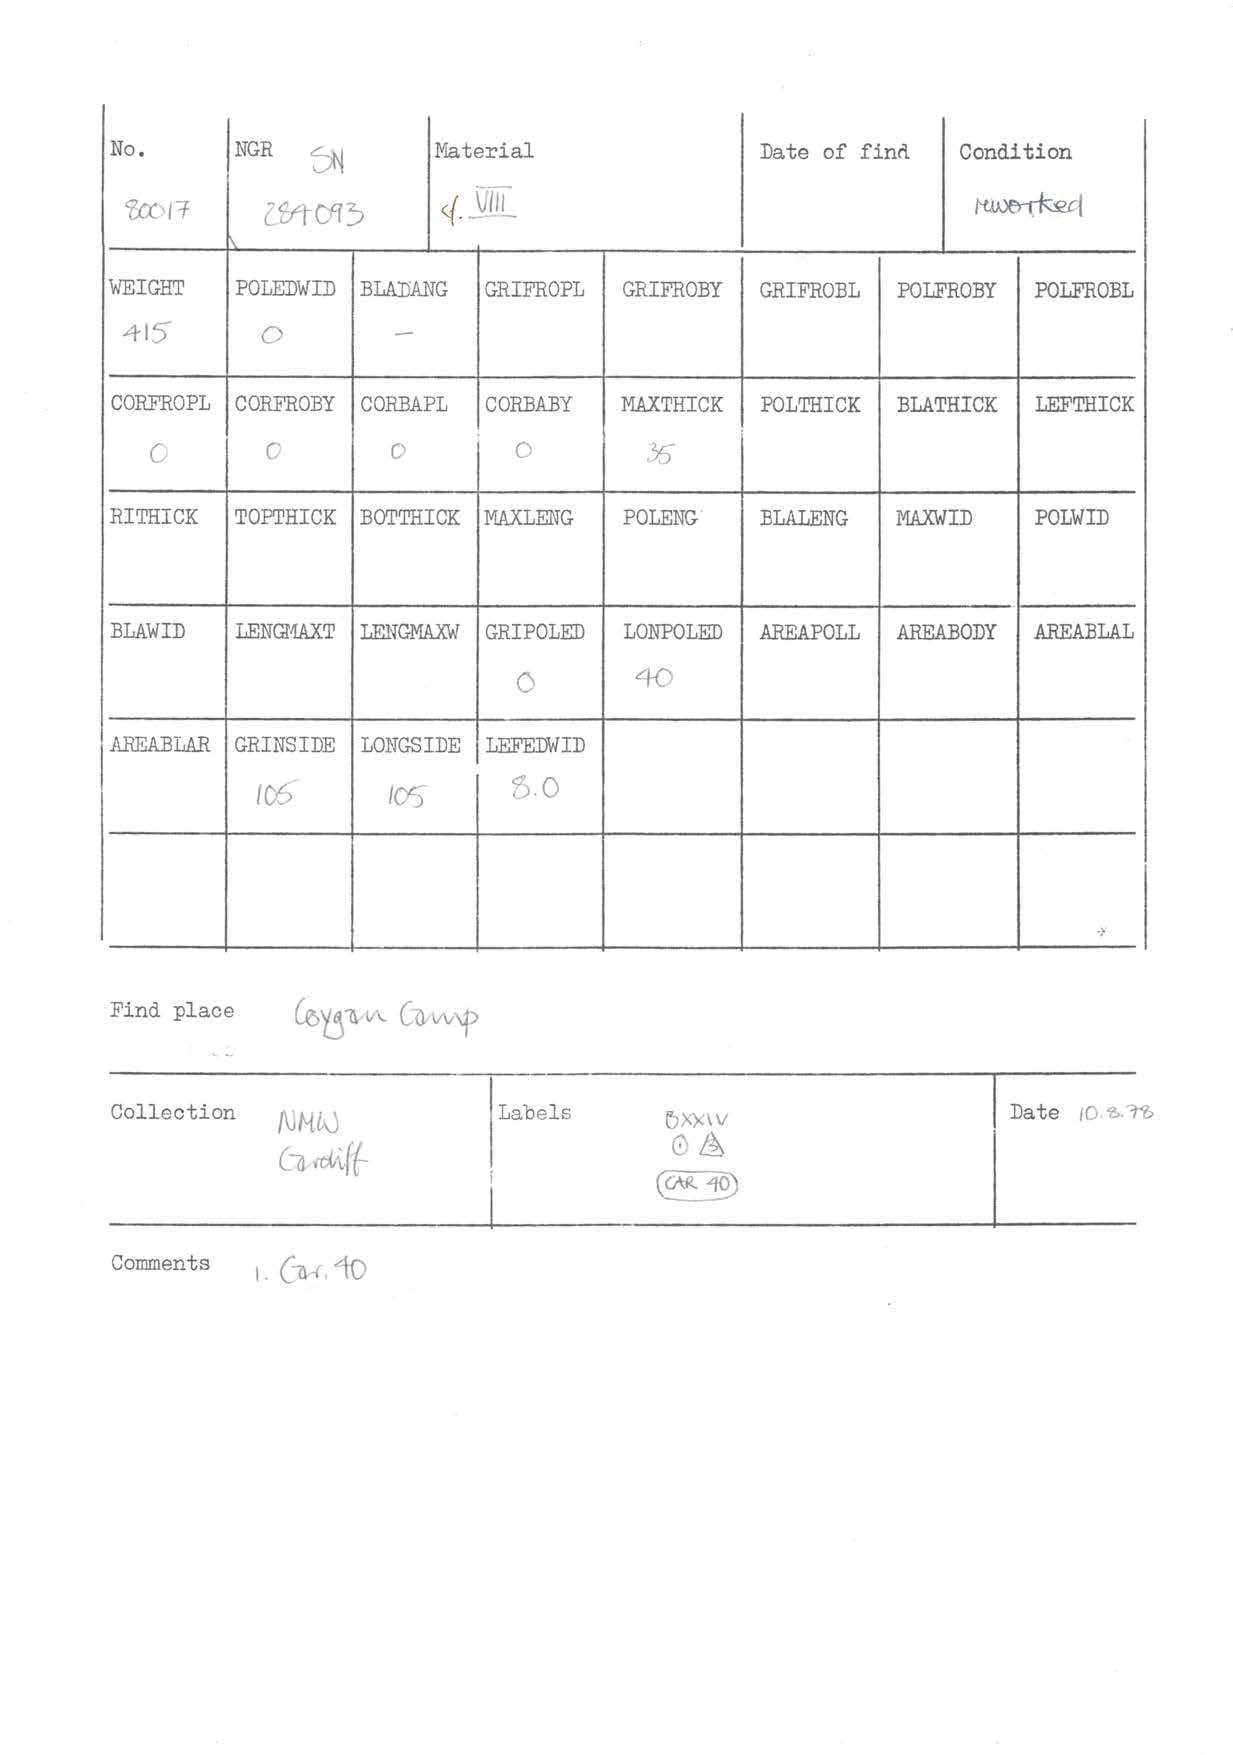 No. NGR SN Material Date of find Condition
80017 284093 cf. VIII reworked
WEIGHT POLEDWID BLADANG GRIFROPL GRIFROBY GRIFROBL POLFROBY POLFROBL
415 0 —
CORFROPL CORFROBY CORBAPL CORBABY MAXTHICK POLTHICK BLATHICK LEFTHICK
0 0 0 0 35
RITHICK TOPTHICK BOTTHICK MAXLENG POLENG BLALENG MAXWID POLWID
BLAWID LENGMAXT LENGMAXW GRIPOLED LONPOLED AREAPOLL AREABODY AREABLAL
0 40
AREABLAR GRINSIDE LONGSIDE LEFEDWID
105 105 8.0
Find place Coygan Camp
Collection NMW Labels BXXIV Date 10.8.78
Cardiff
CAR 40
Comments 1. Car. 40